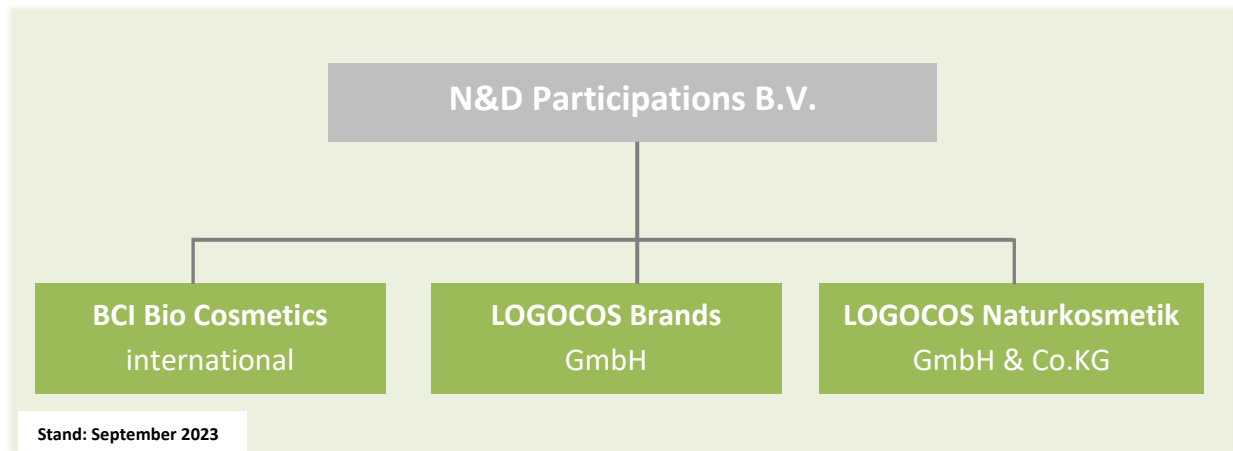 N&D Participations B.V.
BCI Bio Cosmetics
international
LOGOCOS Brands
GmbH
LOGOCOS Naturkosmetik
GmbH & Co.KG
Stand: September 2023